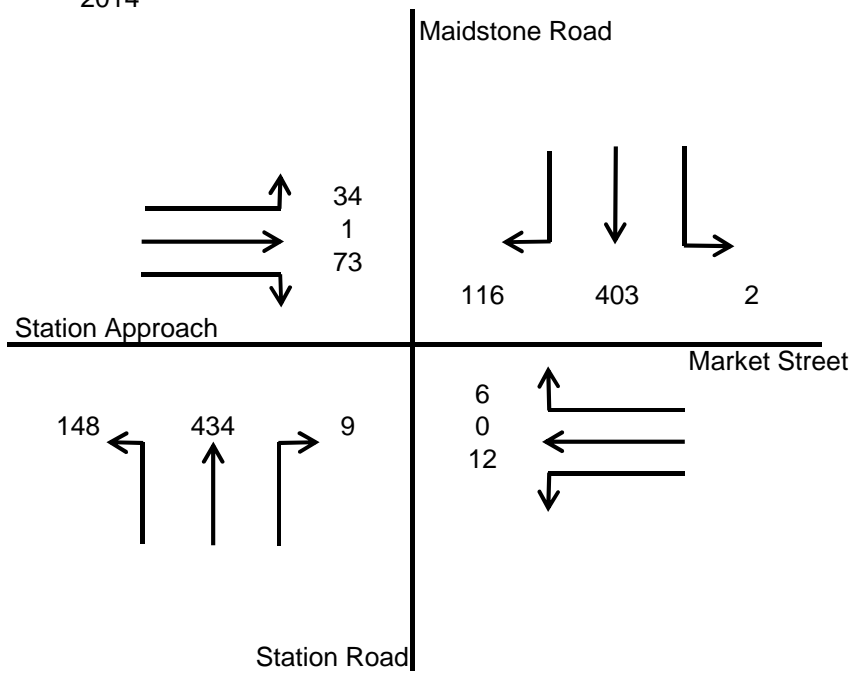 2014
Maidstone Road
34
1
73
116 403 2
Station Approach
Market Street
6
0
12
148 434 9
Station Road